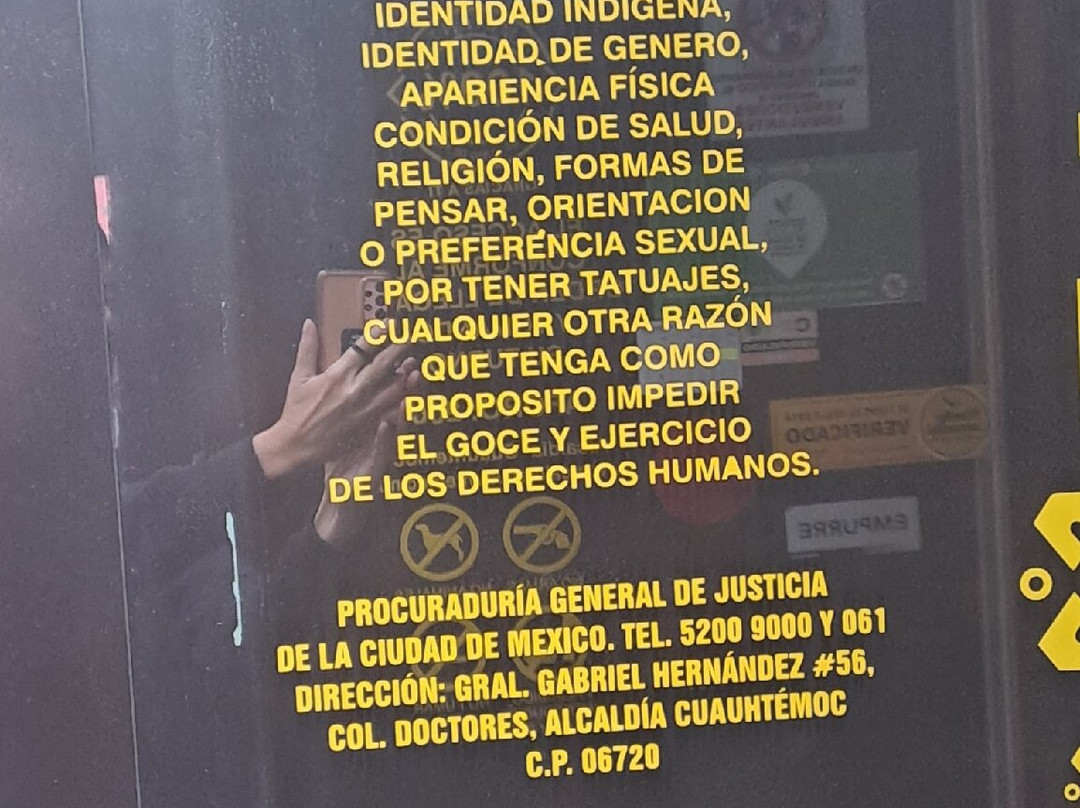 IDENTIDAD INDÍGENA,
IDENTIDAD DE GENERO,
APARIENCIA FÍSICA
CONDICIÓN DE SALUD,
RELIGIÓN, FORMAS DE
PENSAR, ORIENTACION
O PREFERENCIA SEXUAL,
POR TENER TATUAJES,
CUALQUIER OTRA RAZÓN
QUE TENGA COMO
PROPOSITO IMPEDIR
EL GOCE Y EJERCICIO
DE LOS DERECHOS HUMANOS.
VERIFICADO
EMPUJRE
PROCURADURÍA GENERAL DE JUSTICIA
DE LA CIUDAD DE MEXICO. TEL. 5200 9000 Y 061
DIRECCIÓN: GRAL. GABRIEL HERNÁNDEZ #56,
COL. DOCTORES, ALCALDÍA CUAUHTÉMOC
C.P. 06720